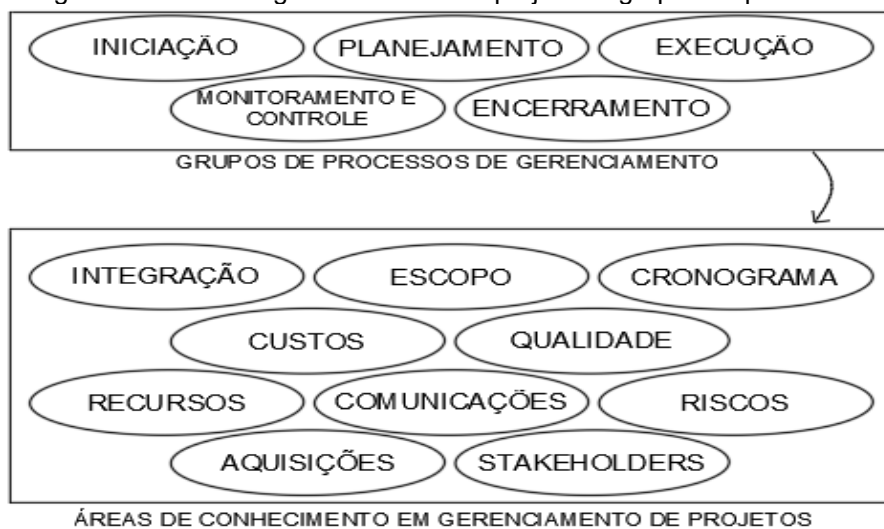 INICIAÇÃO PLANEJAMENTO EXECUÇÃO
MONITORAMENTO E
CONTROLE
ENCERRAMENTO
GRUPOS DE PROCESSOS DE GERENCIAMENTO
INTEGRAÇÃO ESCOPO CRONOGRAMA
CUSTOS QUALIDADE
RECURSOS COMUNICAÇÕES RISCOS
AQUISIÇÕES STAKEHOLDERS
ÁREAS DE CONHECIMENTO EM GERENCIAMENTO DE PROJETOS